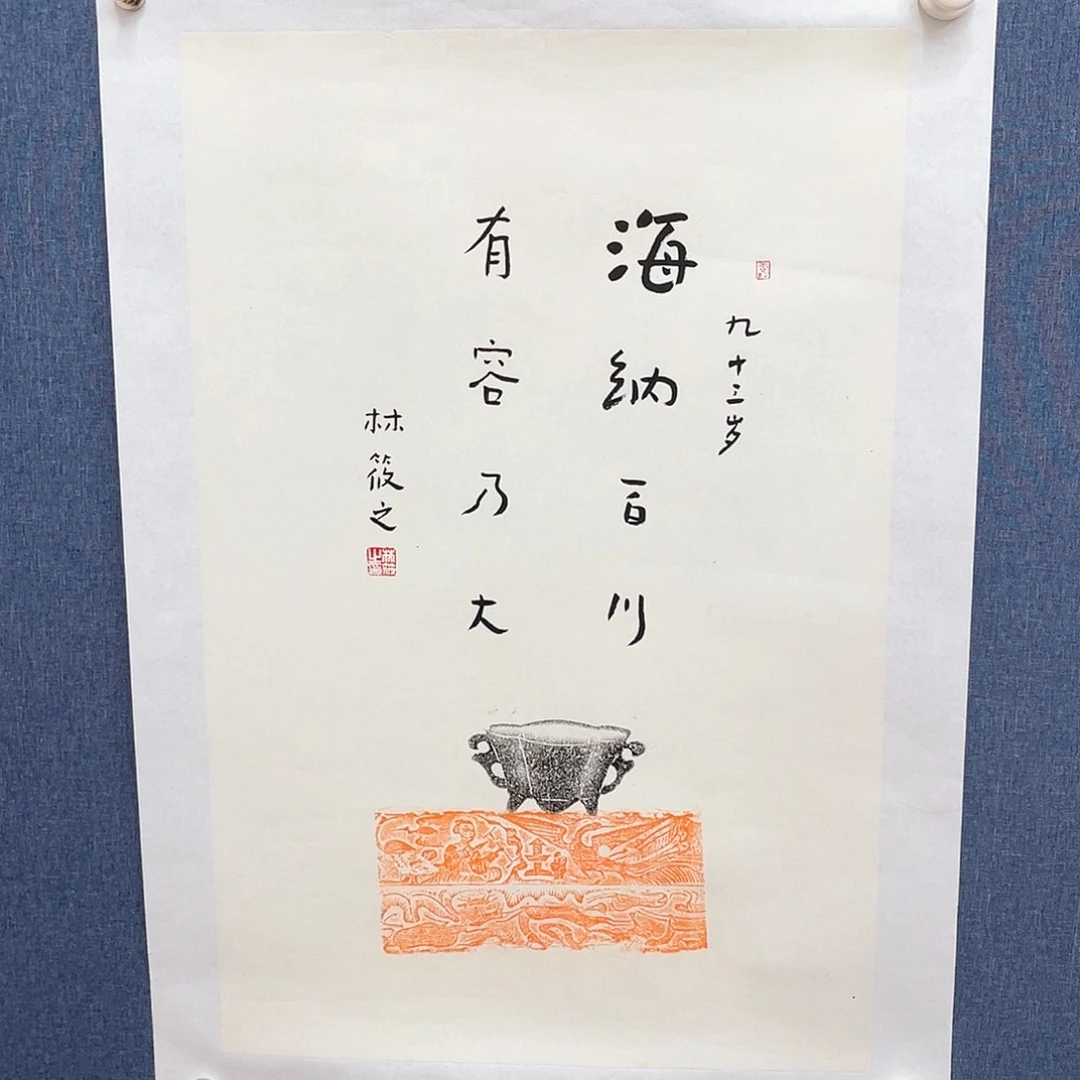 九十三岁
海纳百川
有容乃大
林筱之